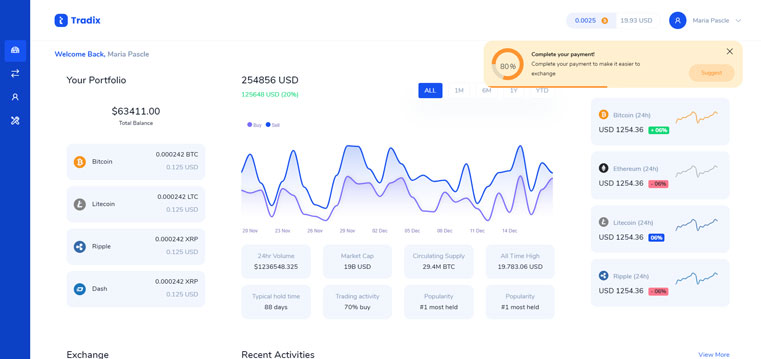 Tradix
0.0025
19.93 USD
Maria Pascle
Welcome Back, Maria Pascle
80%
Complete your payment!
Complete your payment to make it easier to
exchange
Suggest
Your Portfolio
$63411.00
Total Balance
Bitcoin
0.000242 BTC
0.125 USD
Litecoin
0.000242 LTC
0.125 USD
Ripple
0.000242 XRP
0.125 USD
Dash
0.000242 XRP
0.125 USD
254856 USD
125648 USD (20%)
ALL
1M
6M
1Y
YTD
Buy
Sell
20 Nov
23 Nov
26 Nov
29 Nov
02 Dec
05 Dec
08 Dec
11 Dec
14 Dec
24hr Volume
$1236548.325
Market Cap
19B USD
Circulating Supply
29.4M BTC
All Time High
19,783.06 USD
Typical hold time
88 days
Trading activity
70% buy
Popularity
#1 most held
Popularity
#1 most held
Bitcoin (24h)
USD 1254.36
+ 06%
Ethereum (24h)
USD 1254.36
- 06%
Litecoin (24h)
USD 1254.36
06%
Ripple (24h)
USD 1254.36
- 06%
Exchange
Recent Activities
View More